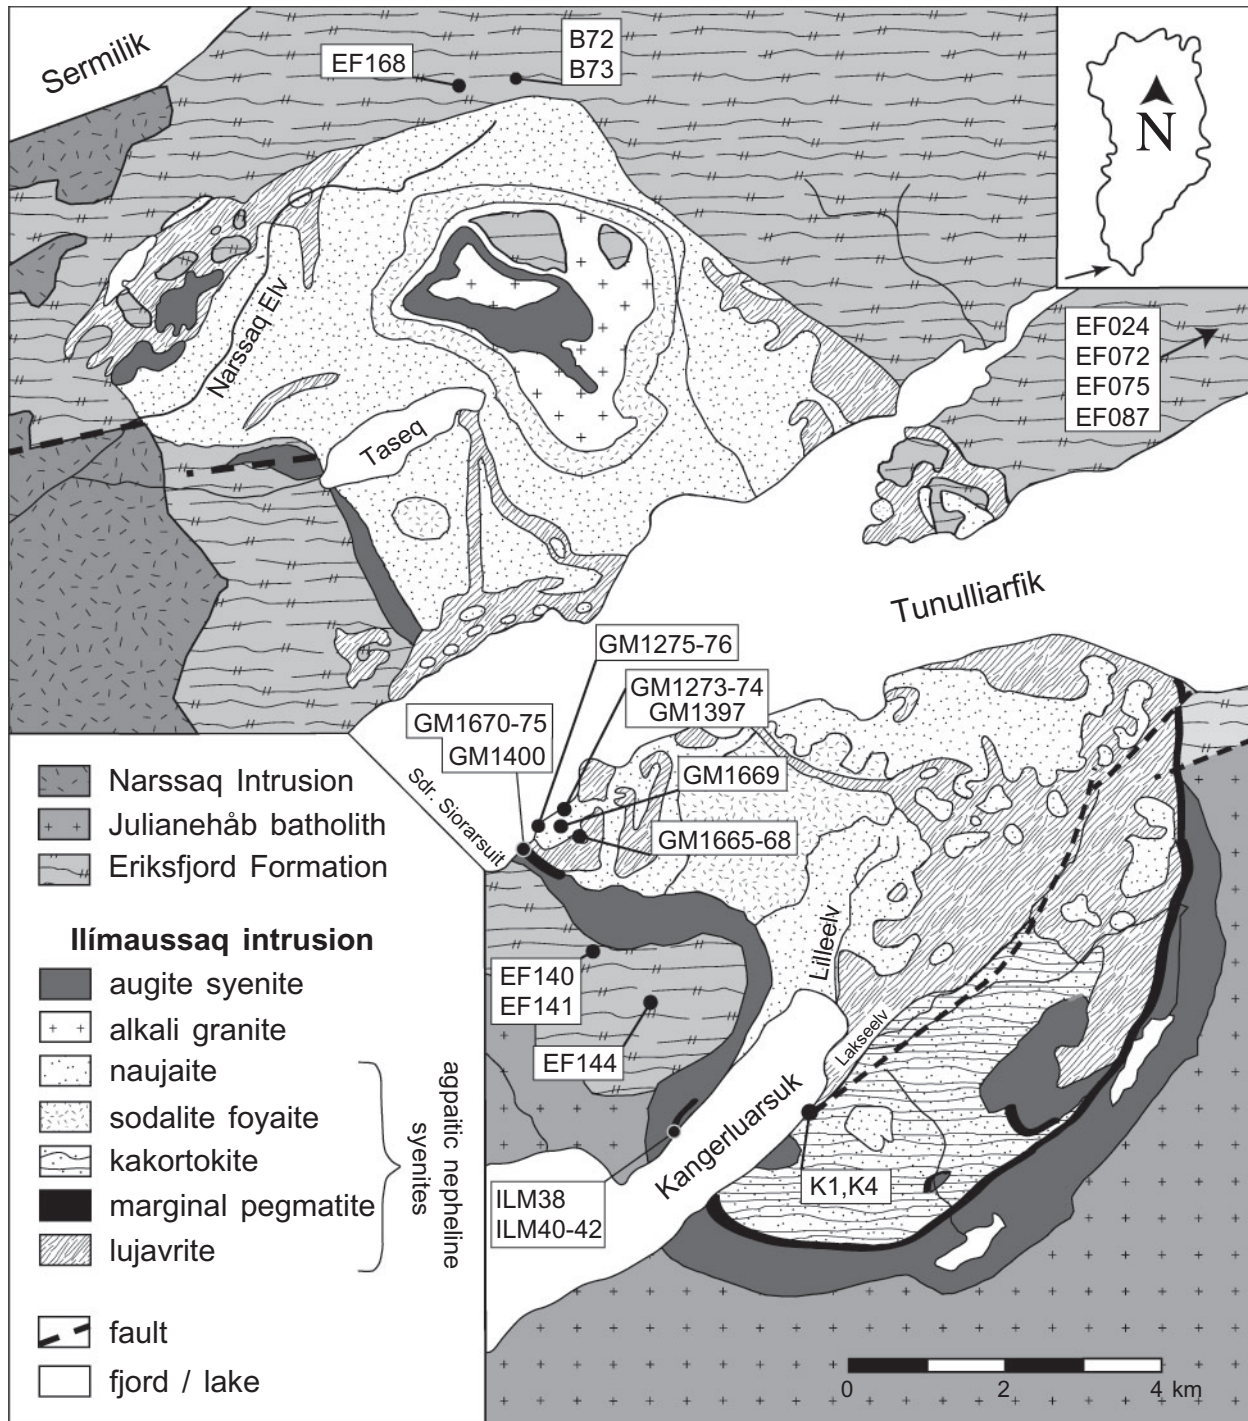 Sermilik
EF168
B72
B73
N
EF024
EF072
EF075
EF087
Narssaq Elv
Taseq
Tunulliarfik
GM1275-76
GM1273-74
GM1397
GM1670-75
GM1400
GM1669
GM1665-68
Sdr. Siorarsuit
Lilleelv
Lakseelv
EF140
EF141
EF144
Kangerluarsuk
K1,K4
ILM38
ILM40-42
Narssaq Intrusion
Julianehåb batholith
Eriksfjord Formation
Ilímaussaq intrusion
augite syenite
alkali granite
naujaite
sodalite foyaite
kakortokite
marginal pegmatite
lujavrite
agpaitic nepheline
syenites
fault
fjord / lake
0 2 4 km